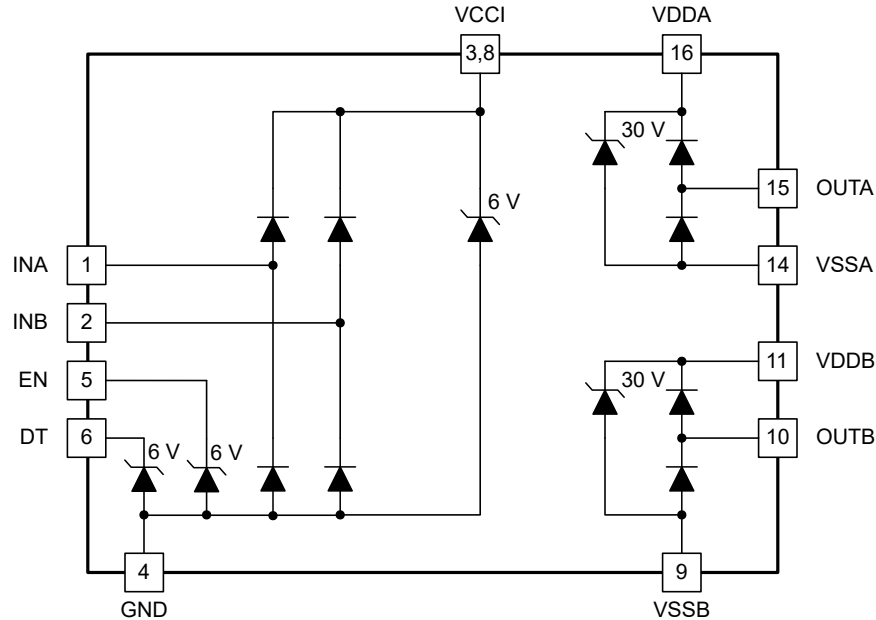 VCCI
VDDA
3,8
16
30 V
15
OUTA
6 V
INA
1
14
VSSA
INB
2
11
VDDB
EN
5
30 V
DT
6
10
OUTB
6 V
6 V
4
9
GND
VSSB